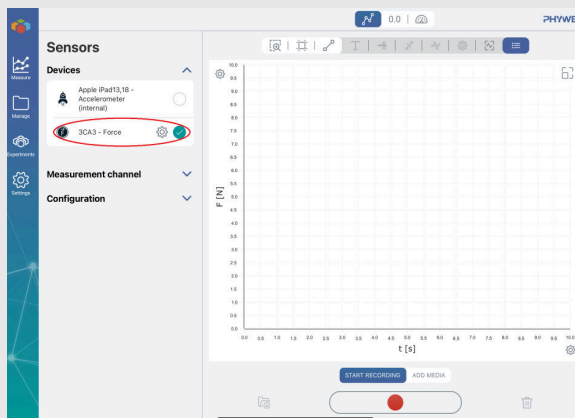 0.0
PHYWE
Sensors
Devices
Apple iPad13,18 -
Accelerometer
(internal)
3CA3 - Force
Measurement channel
Configuration
Measure
Manage
Experiments
Settings
F [N]
10.0
9.5
9.0
8.5
8.0
7.5
7.0
6.5
6.0
5.5
5.0
4.5
4.0
3.5
3.0
2.5
2.0
1.5
1.0
0.5
0.0
0.0 0.5 1.0 1.5 2.0 2.5 3.0 3.5 4.0 4.5 5.0 5.5 6.0 6.5 7.0 7.5 8.0 8.5 9.0 9.5 10.0
t [s]
START RECORDING ADD MEDIA